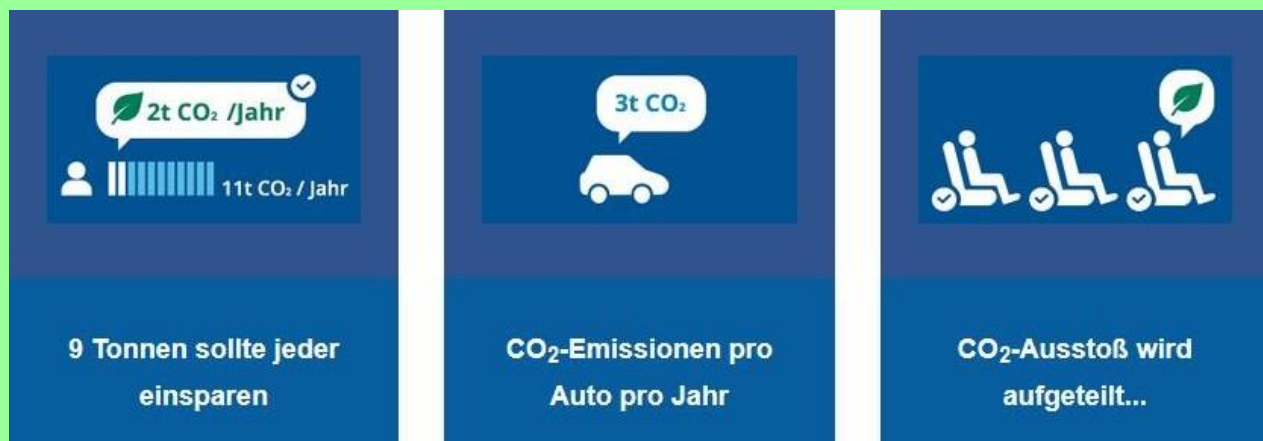 2t CO₂ /Jahr
11t CO₂ / Jahr
9 Tonnen sollte jeder
einsparen
3t CO₂
CO₂-Emissionen pro
Auto pro Jahr
CO₂-Ausstoß wird
aufgeteilt...